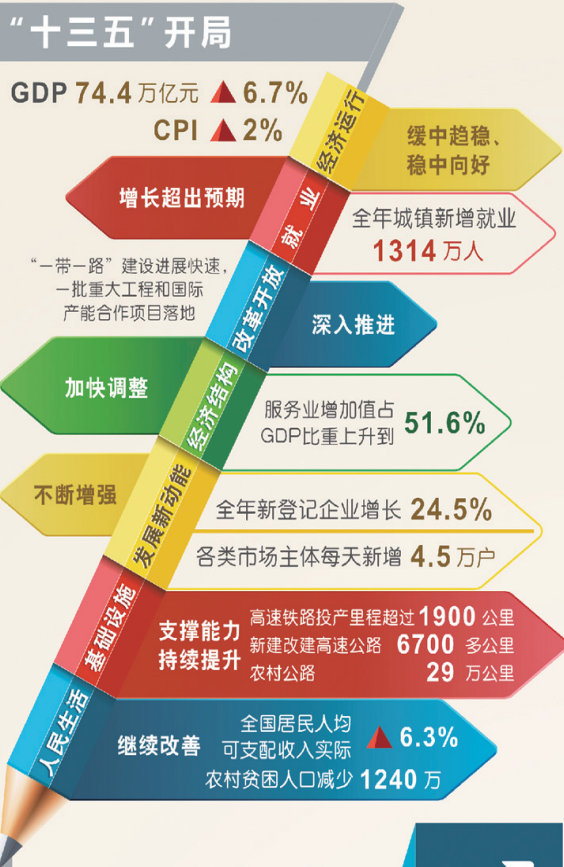 “十三五”开局
GDP 74.4万亿元 ▲ 6.7%
CPI ▲ 2%
经济运行
缓中趋稳、
稳中向好
增长超出预期
就业
全年城镇新增就业
1314万人
“一带一路”建设进展快速，
一批重大工程和国际
产能合作项目落地
改革开放
深入推进
加快调整
经济结构
服务业增加值占
GDP比重上升到 51.6%
不断增强
发展新动能
全年新登记企业增长 24.5%
各类市场主体每天新增 4.5万户
基础设施
支撑能力
持续提升
高速铁路投产里程超过1900公里
新建改建高速公路 6700 多公里
农村公路 29 万公里
人民生活
继续改善
全国居民人均
可支配收入实际 ▲ 6.3%
农村贫困人口减少 1240 万